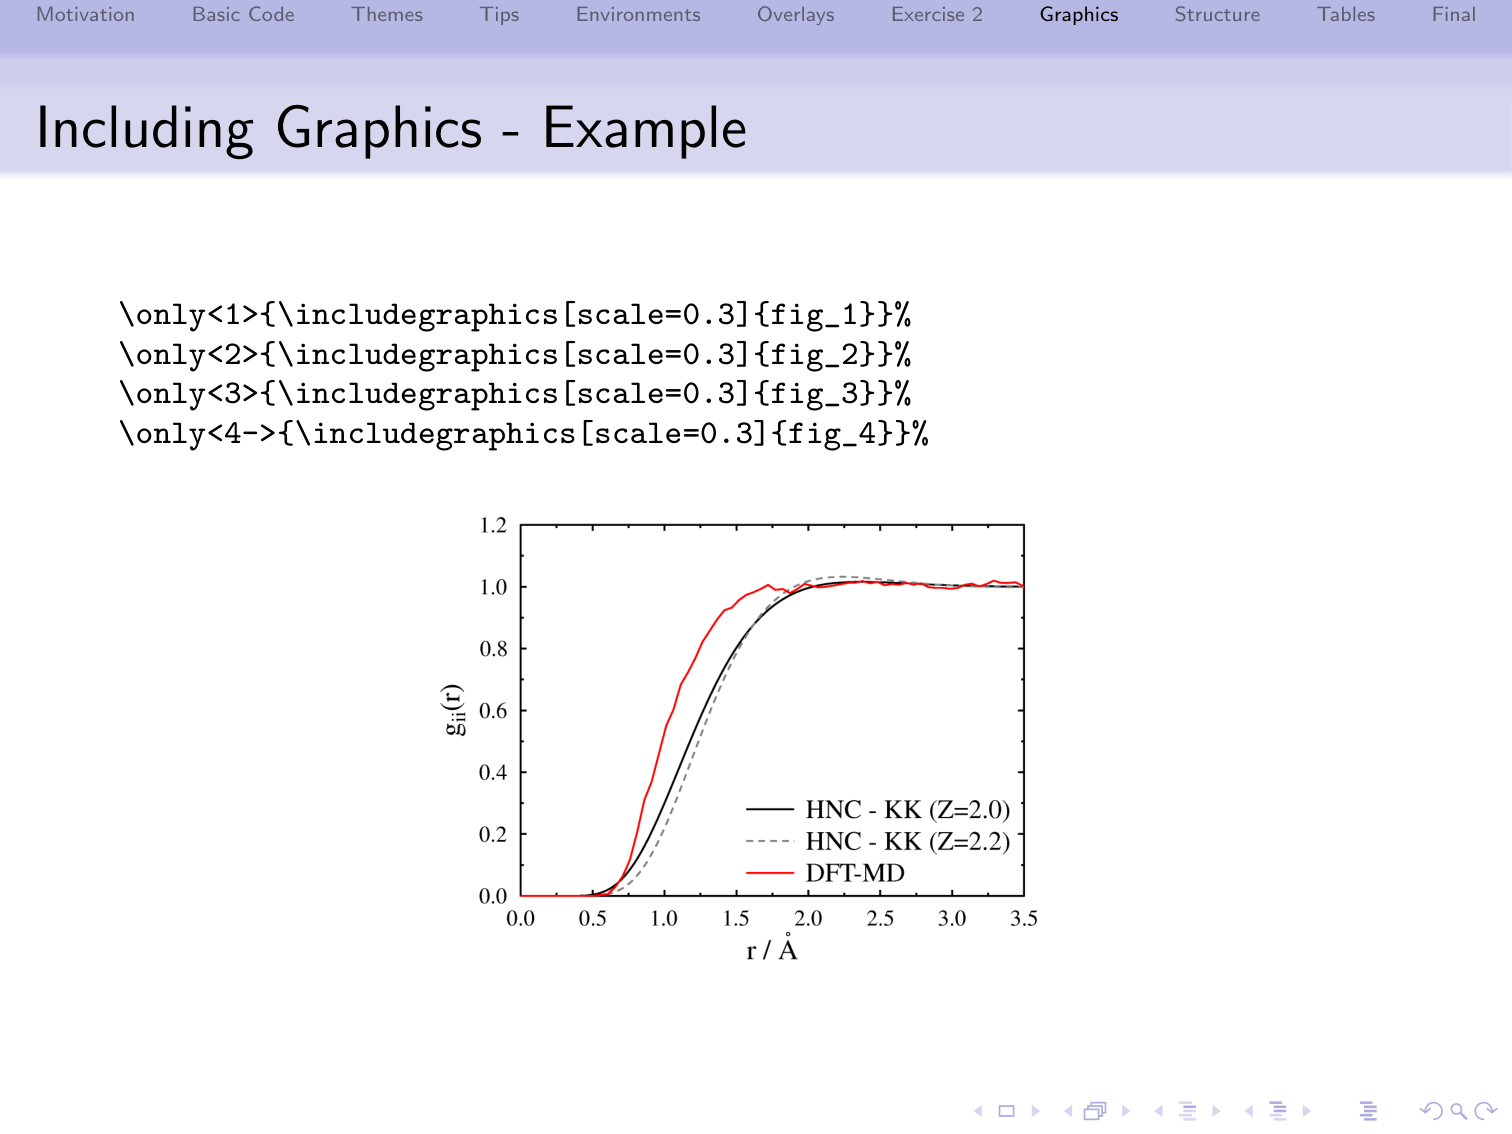 Motivation Basic Code Themes Tips Environments Overlays Exercise 2 Graphics Structure Tables Final
Including Graphics - Example
\only<1>{\includegraphics[scale=0.3]{fig_1}}%
\only<2>{\includegraphics[scale=0.3]{fig_2}}%
\only<3>{\includegraphics[scale=0.3]{fig_3}}%
\only<4->{\includegraphics[scale=0.3]{fig_4}}%
1.2
1.0
0.8
0.6
0.4
0.2
0.0
gii(r)
HNC - KK (Z=2.0)
HNC - KK (Z=2.2)
DFT-MD
0.0 0.5 1.0 1.5 2.0 2.5 3.0 3.5
r / Å